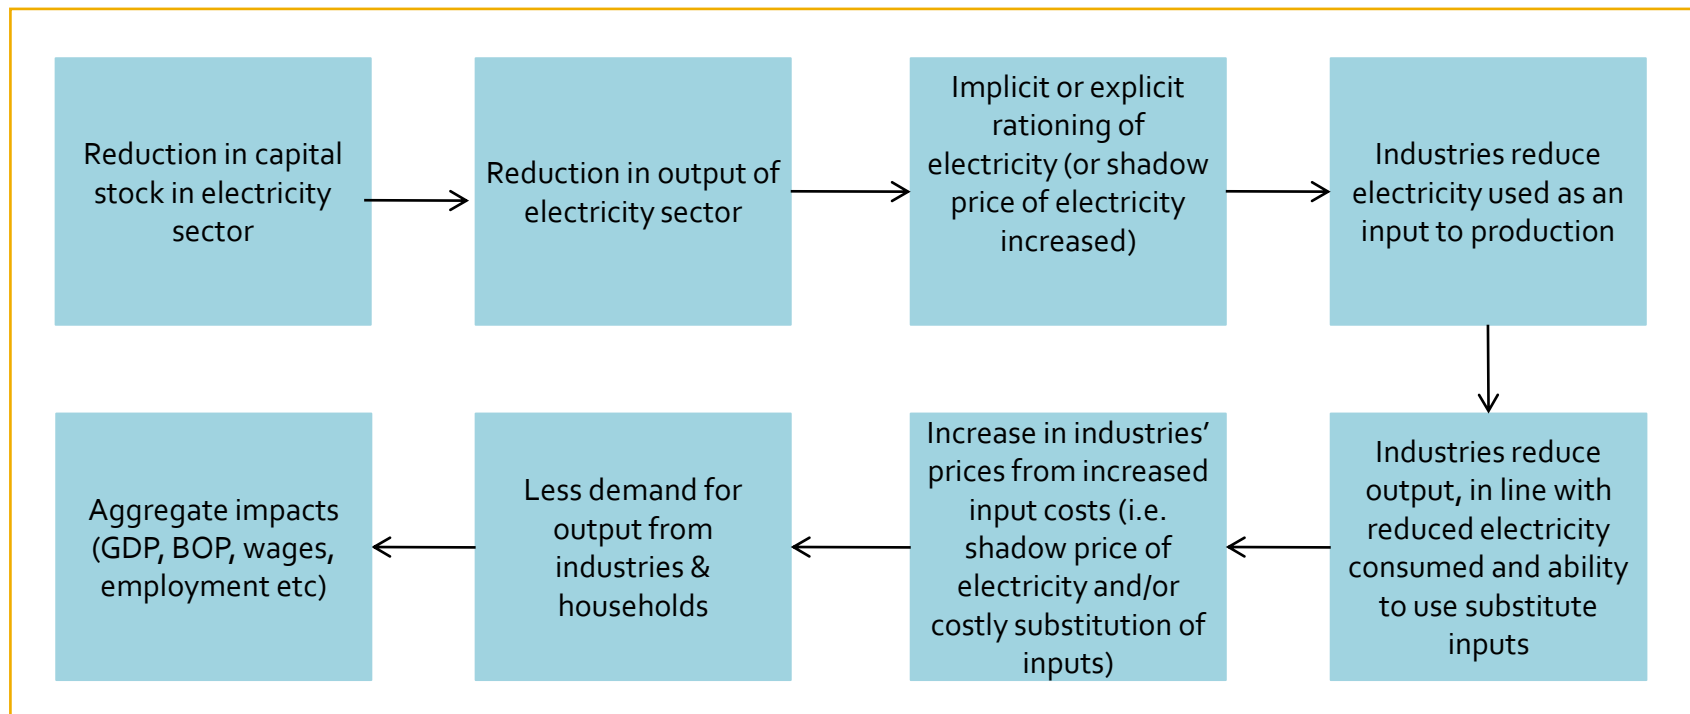 Reduction in capital
stock in electricity
sector
Reduction in output of
electricity sector
Implicit or explicit
rationing of
electricity (or shadow
price of electricity
increased)
Industries reduce
electricity used as an
input to production
Industries reduce
output, in line with
reduced electricity
consumed and ability
to use substitute
inputs
Increase in industries’
prices from increased
input costs (i.e.
shadow price of
electricity and/or
costly substitution of
inputs)
Less demand for
output from
industries &
households
Aggregate impacts
(GDP, BOP, wages,
employment etc)